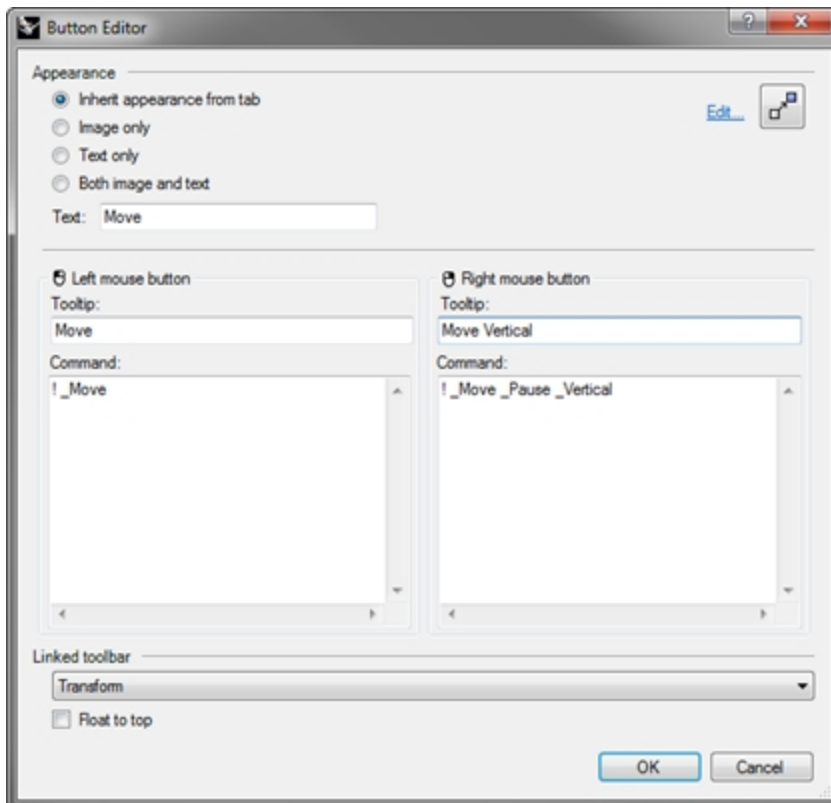 Button Editor
Appearance
Inherit appearance from tab
Image only
Text only
Both image and text
Edit...
Text: Move
Left mouse button
Tooltip:
Move
Command:
! _Move
Right mouse button
Tooltip:
Move Vertical
Command:
! _Move _Pause _Vertical
Linked toolbar
Transform
Float to top
OK Cancel